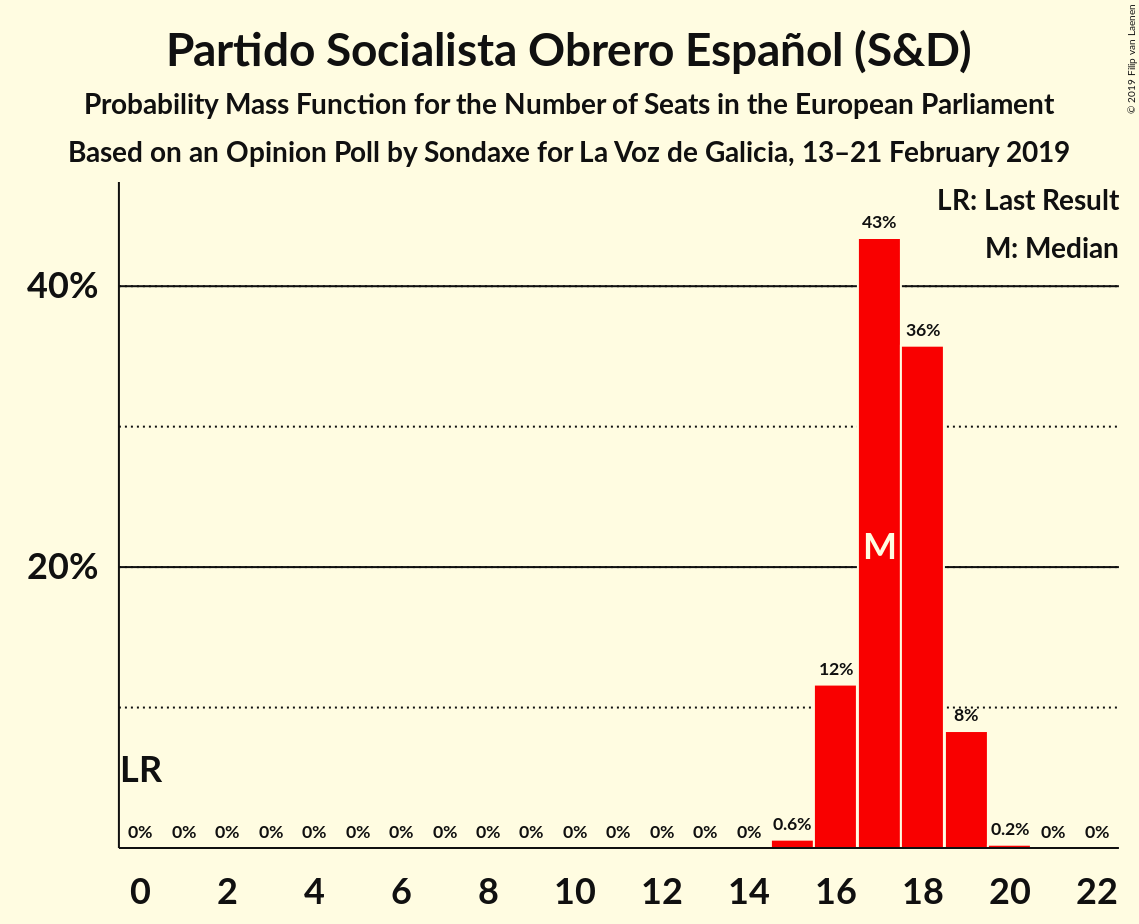 Partido Socialista Obrero Español (S&D)
Probability Mass Function for the Number of Seats in the European Parliament
Based on an Opinion Poll by Sondaxe for La Voz de Galicia, 13–21 February 2019
© 2019 Filip van Laenen
LR: Last Result
M: Median
43%
40%
36%
M
20%
12%
8%
LR
0% 0% 0% 0% 0% 0% 0% 0% 0% 0% 0% 0% 0% 0% 0% 0.6% 0.2% 0% 0%
0 2 4 6 8 10 12 14 16 18 20 22